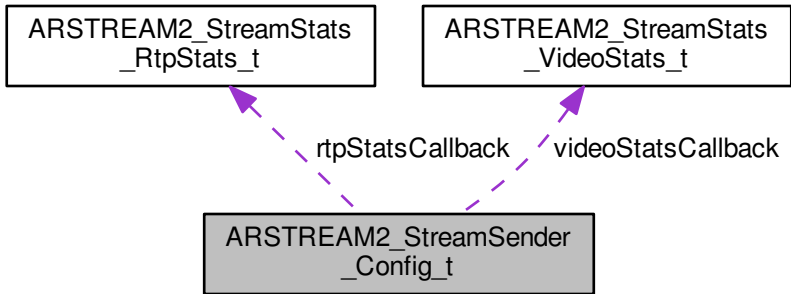 ARSTREAM2_StreamStats
_RtpStats_t
ARSTREAM2_StreamStats
_VideoStats_t
rtpStatsCallback
videoStatsCallback
ARSTREAM2_StreamSender
_Config_t